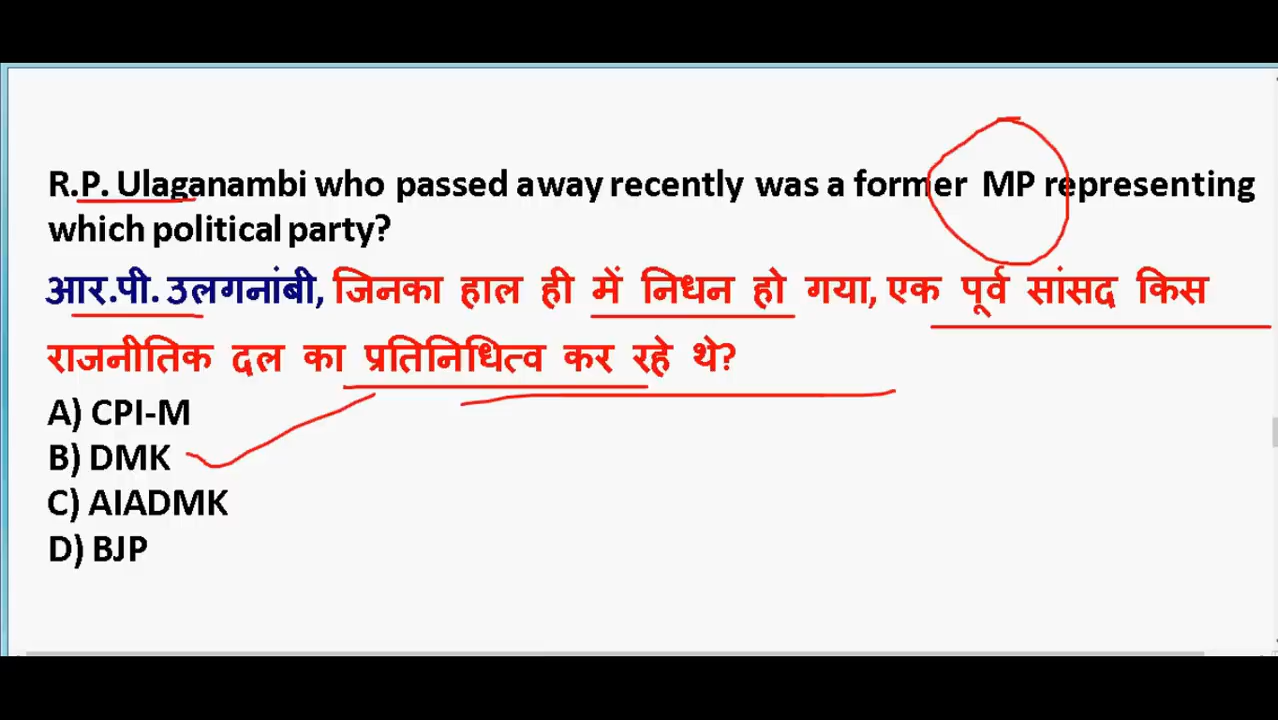 R.P. Ulaganambi who passed away recently was a former MP representing
which political party?
आर.पी. उलगनांबी, जिनका हाल ही में निधन हो गया, एक पूर्व सांसद किस
राजनीतिक दल का प्रतिनिधित्व कर रहे थे?
A) CPI-M
B) DMK
C) AIADMK
D) BJP